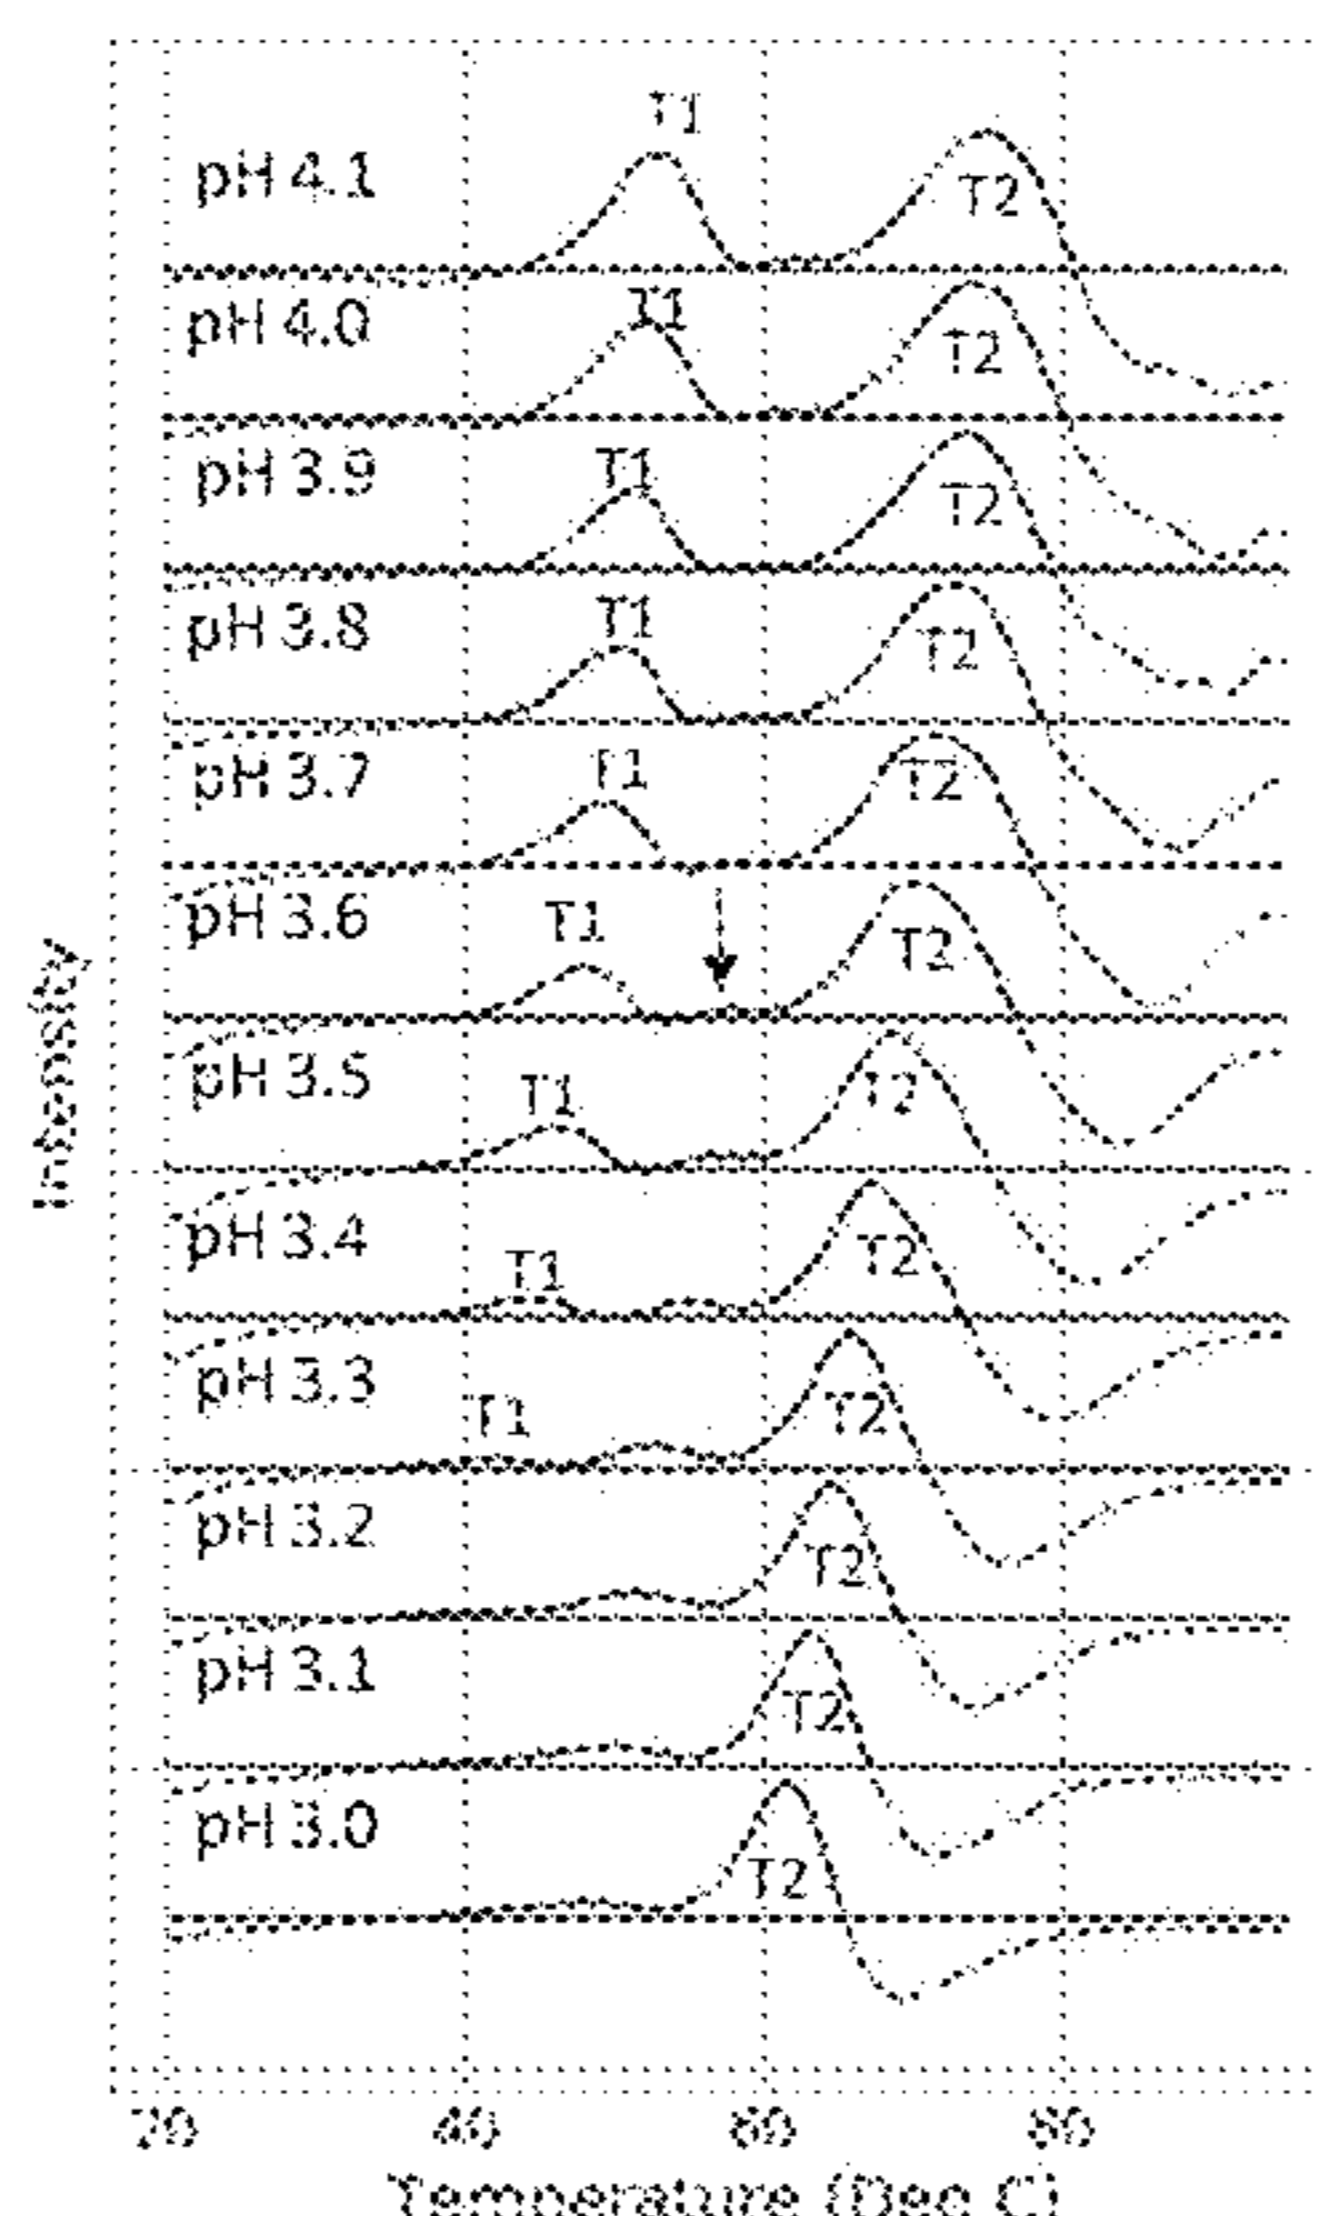 T1
pH 4.1
T2
T1
pH 4.0
T2
T1
pH 3.9
T2
T1
pH 3.8
T2
T1
pH 3.7
T2
T1
pH 3.6
T2
Intensity
T1
pH 3.5
T2
T1
pH 3.4
T2
T1
pH 3.3
T2
pH 3.2
T2
pH 3.1
T2
pH 3.0
T2
20 40 60 80
Temperature (Deg C)